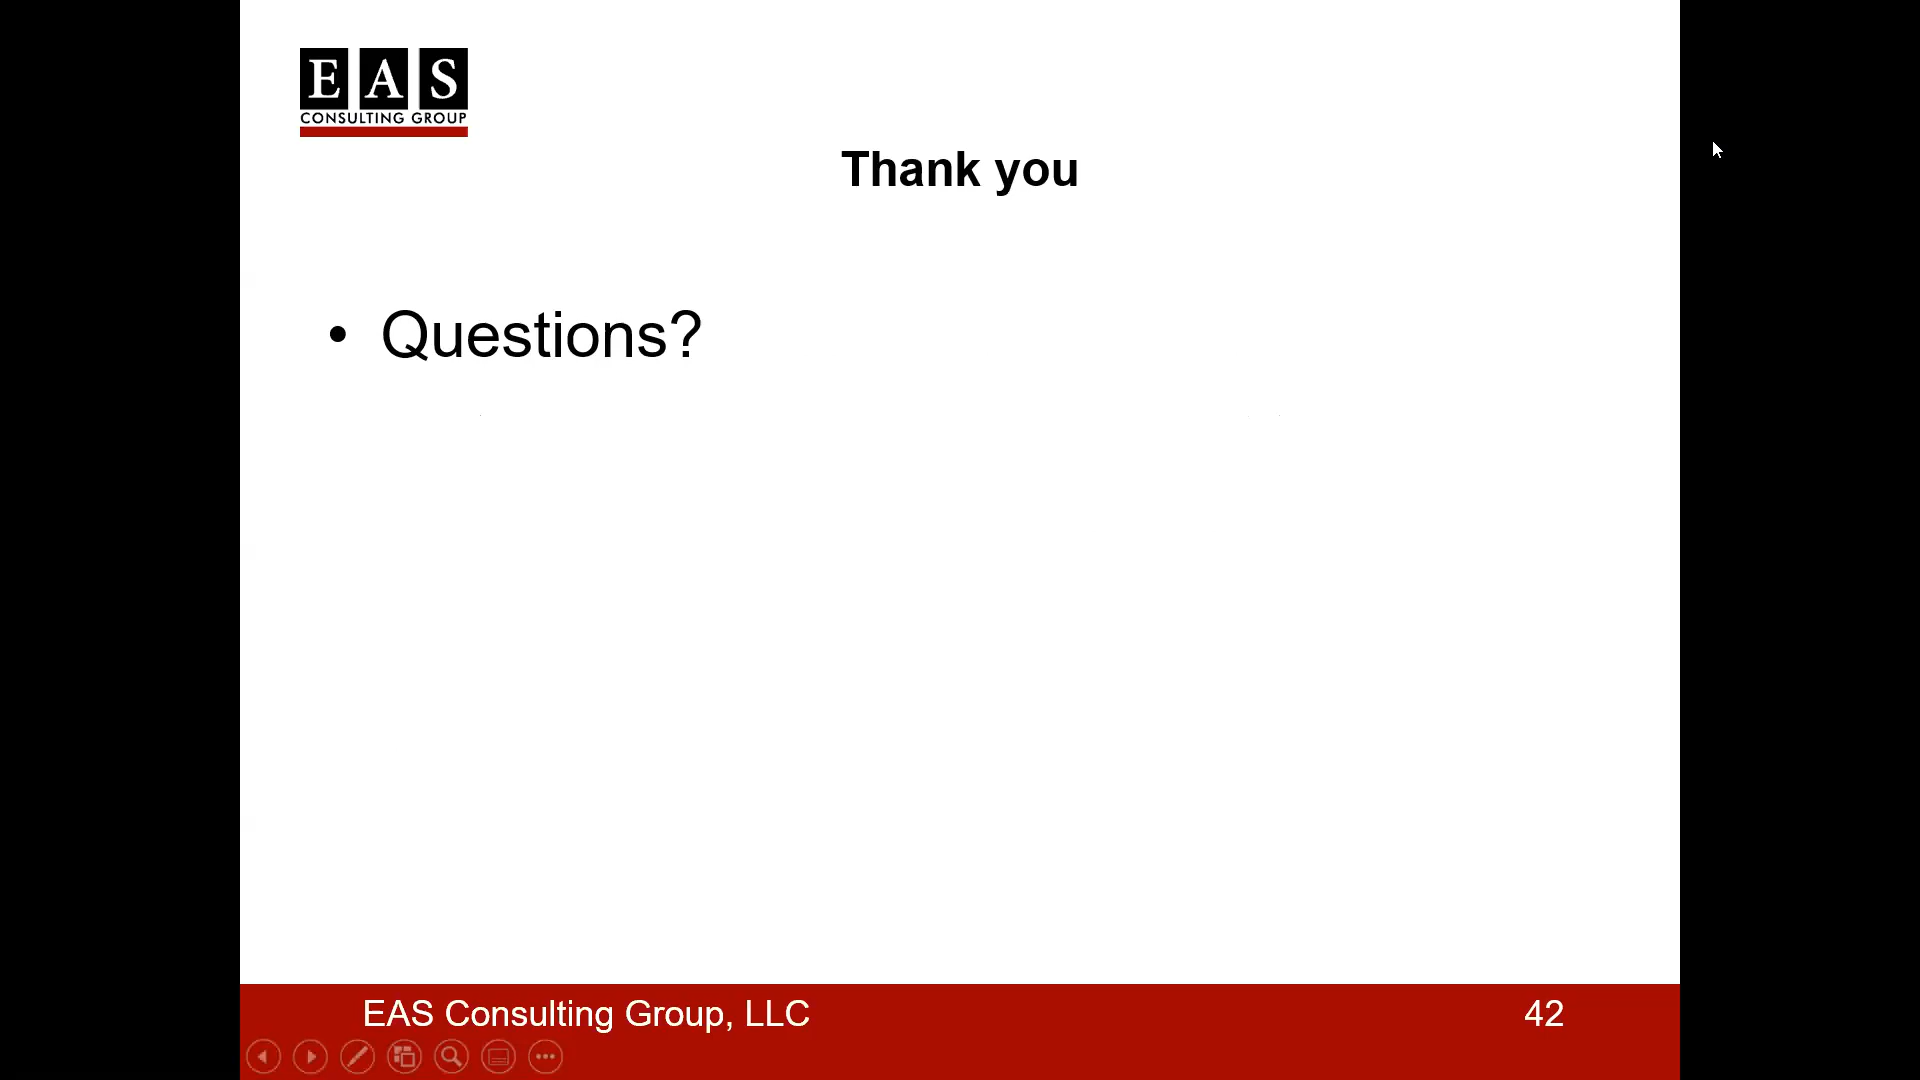 E A S
CONSULTING GROUP
Thank you
• Questions?
EAS Consulting Group, LLC
42